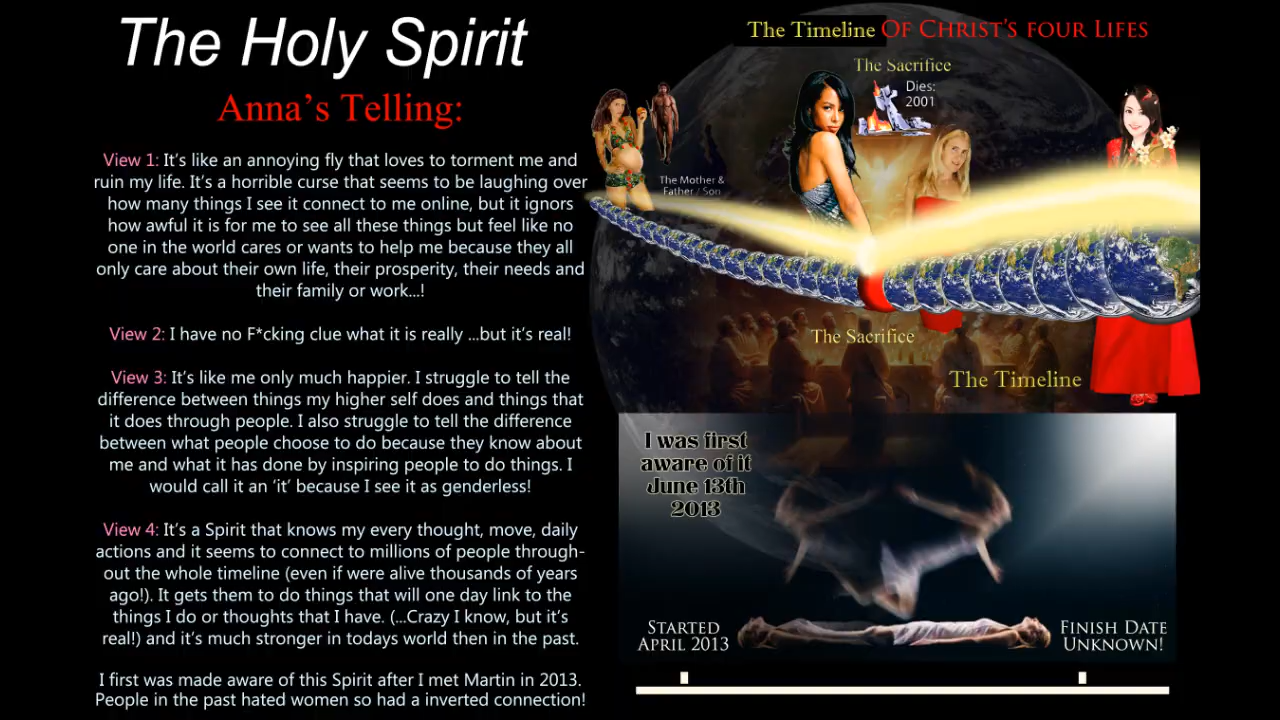 The Holy Spirit
Anna's Telling:
View 1: It's like an annoying fly that loves to torment me and
ruin my life. It's a horrible curse that seems to be laughing over
how many things I see it connect to me online, but it ignors
how awful it is for me to see all these things but feel like no
one in the world cares or wants to help me because they all
only care about their own life, their prosperity, their needs and
their family or work...!
View 2: I have no F*cking clue what it is really ...but it's real!
View 3: It's like me only much happier. I struggle to tell the
difference between things my higher self does and things that
it does through people. I also struggle to tell the difference
between what people choose to do because they know about
me and what it has done by inspiring people to do things. I
would call it an 'it' because I see it as genderless!
View 4: It's a Spirit that knows my every thought, move, daily
actions and it seems to connect to millions of people through-
out the whole timeline (even if were alive thousands of years
ago!). It gets them to do things that will one day link to the
things I do or thoughts that I have. (...Crazy I know, but it's
real!) and it's much stronger in todays world then in the past.
I first was made aware of this Spirit after I met Martin in 2013.
People in the past hated women so had a inverted connection!
The Timeline Of Christ's four Lifes
The Sacrifice
Dies:
2001
The Mother &
Father / Son
The Sacrifice
The Timeline
I was first
aware of it
June 13th
2013
Started
April 2013
Finish Date
Unknown!